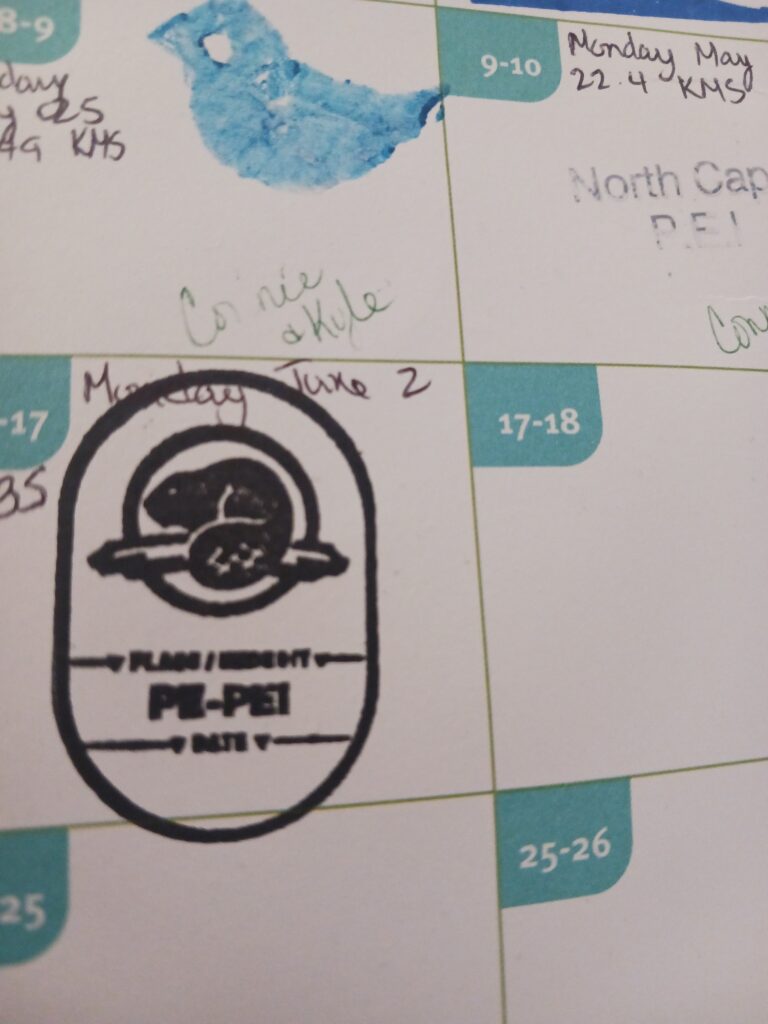 8-9
day
25
49 KMS
Connie
& Kyle
9-10
Monday May
22.4 KMS
North Cap
P.E.I
Con
-17
35
Monday June 2
PE-PEI
DATE
17-18
25
25-26